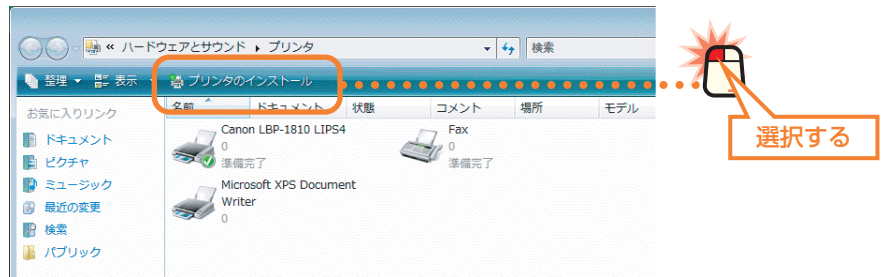 « ハードウェアとサウンド ▸ プリンタ
検索
整理 ▼ 表示 プリンタのインストール
お気に入りリンク
ドキュメント
ピクチャ
ミュージック
最近の変更
検索
パブリック
名前 ドキュメント 状態 コメント 場所 モデル
Canon LBP-1810 LIPS4
0
準備完了
Fax
0
準備完了
Microsoft XPS Document
Writer
0
選択する